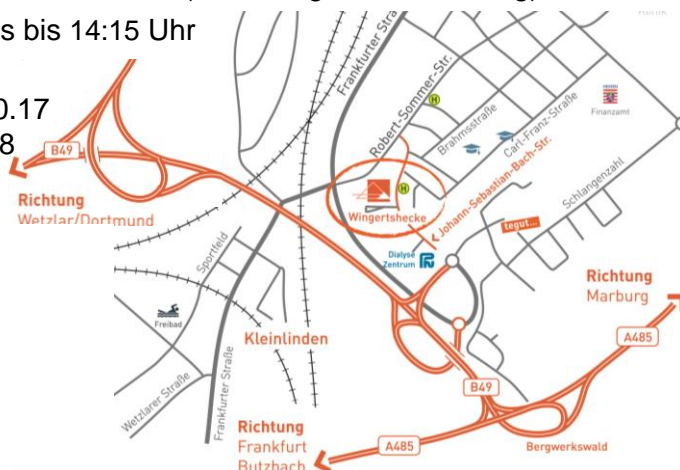 s bis 14:15 Uhr
0.17
8
B49
Richtung
Wetzlar/Dortmund
Frankfurter Straße
Robert-Sommer-Str.
H
Brahmsstraße
Carl-Franz-Straße
Finanzamt
H
Wingertshecke
Johann-Sebastian-Bach-Str.
Schlangenzahl
tegut...
Dialyse
Zentrum
Sportfeld
Freibad
Kleinlinden
Richtung
Marburg
A485
B49
Wetzlarer Straße
Frankfurter Straße
Richtung
Frankfurt
Butzbach
A485
Bergwerkswald